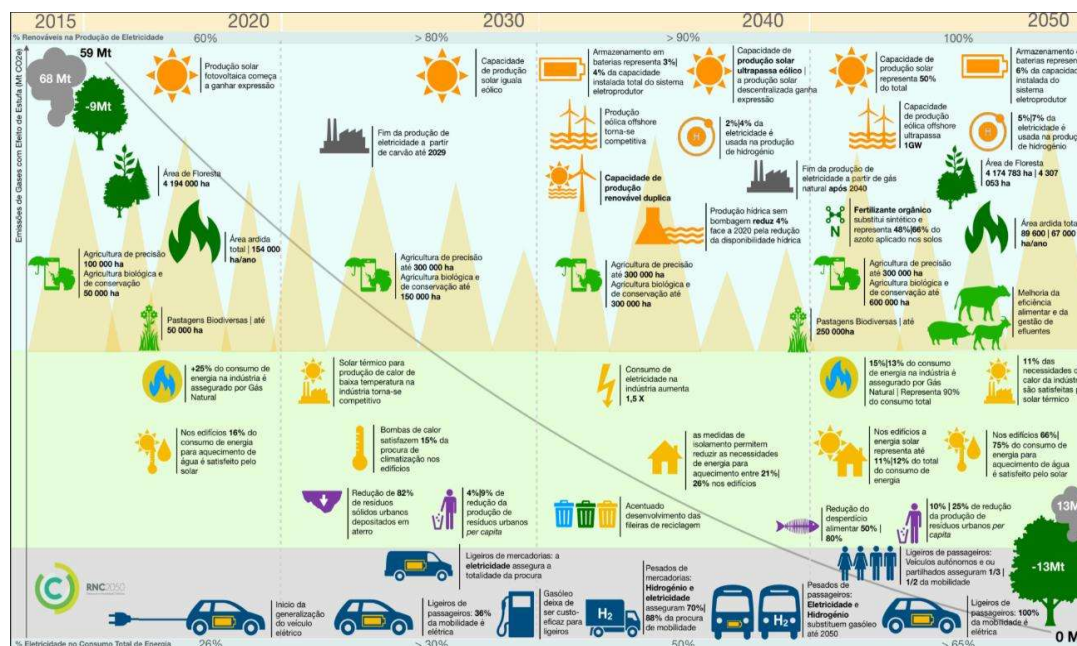 2015
2020
2030
2040
2050
% Renováveis na Produção de Eletricidade
60%
> 80%
> 90%
100%
Emissões de Gases com Efeito de Estufa (Mt CO2e)
59 Mt
68 Mt
-9Mt
Produção solar
fotovoltaica começa
a ganhar expressão
Capacidade
de produção
solar iguala
eólico
Armazenamento em
baterias representa 3%|
4% da capacidade
instalada total do sistema
eletroprodutor
Capacidade de
produção solar
ultrapassa eólico |
a produção solar
descentralizada ganha
expressão
Capacidade de
produção solar
representa 50%
do total
Armazenamento e
baterias represent
6% da capacidade
instalada do
sistema
eletroprodutor
Fim da produção de
eletricidade a partir
de carvão até 2029
Produção
eólica offshore
torna-se
competitiva
H
2%|4% da
eletricidade é
usada na produção
de hidrogénio
Capacidade
de produção
eólica offshore
ultrapassa
1GW
H
5%|7% da
eletricidade é
usada na produç
de hidrogénio
Área de Floresta
4 194 000 ha
Capacidade de
produção
renovável duplica
Fim da produção de
eletricidade a partir de gás
natural após 2040
Área de Floresta
4 174 783 ha | 4 307
053 ha
Produção hídrica sem
bombagem reduz 4%
face a 2020 pela redução
da disponibilidade hídrica
N
Fertilizante orgânico
substitui sintético e
representa 48%|66% do
azoto aplicado nos solos
Área ardida
total | 154 000
ha/ano
Área ardida tota
89 600 | 67 000
ha/ano
Agricultura de precisão
100 000 ha
Agricultura biológica e
de conservação
50 000 ha
Agricultura de precisão
até 300 000 ha
Agricultura biológica e
de conservação até
150 000 ha
Agricultura de precisão
até 300 000 ha
Agricultura biológica e
de conservação até
300 000 ha
Agricultura de precisão
até 300 000 ha
Agricultura biológica e
de conservação até
600 000 ha
Melhoria da
eficiência
alimentar e da
gestão de
efluentes
Pastagens Biodiversas | até
50 000 ha
Pastagens Biodiversas | até
250 000ha
+25% do consumo de
energia na indústria é
assegurado por Gás
Natural
Solar térmico para
produção de calor de
baixa temperatura na
indústria torna-se
competitivo
Consumo de
eletricidade na
indústria aumenta
1,5 X
15%|13% do consumo
de energia na indústria é
assegurado por Gás
Natural | Representa 90%
do consumo total
11% das
necessidades d
calor da indústri
são satisfeitas p
solar térmico
Nos edifícios 16% do
consumo de energia
para aquecimento de
água é satisfeito pelo
solar
Bombas de calor
satisfazem 15% da
procura de
climatização nos
edifícios
as medidas de
isolamento permitem
reduzir as necessidades
de energia para
aquecimento entre 21%|
26% nos edifícios
Nos edifícios a
energia solar
representa até
11%|12% do total
do consumo de
energia
Nos edifícios 66%|
75% do consumo de
energia para
aquecimento de água
é satisfeito pelo solar
Redução de 82%
de resíduos
sólidos urbanos
depositados em
aterro
4%|9% de
redução da
produção de
resíduos urbanos
per capita
Acentuado
desenvolvimento das
fileiras de reciclagem
Redução do
desperdício
alimentar 50% |
80%
10% | 25% de redução
da produção de
resíduos urbanos per
capita
13M
-13Mt
RNC2050
Ligeiros de mercadorias: a
eletricidade assegura a
totalidade da procura
Ligeiros de passageiros:
Veículos autónomos e ou
partilhados asseguram 1/3 |
1/2 da mobilidade
Inicio da
generalização do
veículo
elétrico
Ligeiros de
passageiros: 36%
da mobilidade é
elétrica
Gasóleo
deixa de
ser custo-
eficaz para
ligeiros
H2
Pesados de
mercadorias:
Hidrogénio e
eletricidade
asseguram 70%|
88% da procura
de mobilidade
H2
Pesados de
passageiros:
Eletricidade e
Hidrogénio
substituem gasóleo
até 2050
Ligeiros de
passageiros: 100%
da mobilidade é
elétrica
0 M
% Eletricidade no Consumo Total de Energia
26%
> 30%
50%
> 65%